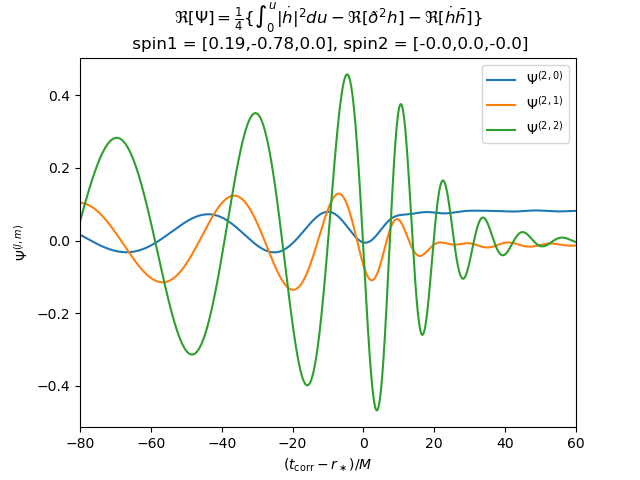 ℜ[Ψ] = 1/4{∫₀ᵘ|ḣ|²du − ℜ[ð̄²h] − ℜ[ḣh̄]}
spin1 = [0.19,-0.78,0.0], spin2 = [-0.0,0.0,-0.0]
Ψ⁽²,⁰⁾
Ψ⁽²,¹⁾
Ψ⁽²,²⁾
Ψ⁽ˡ,ᵐ⁾
0.4
0.2
0.0
−0.2
−0.4
−80 −60 −40 −20 0 20 40 60
(t_corr − r_∗)/M